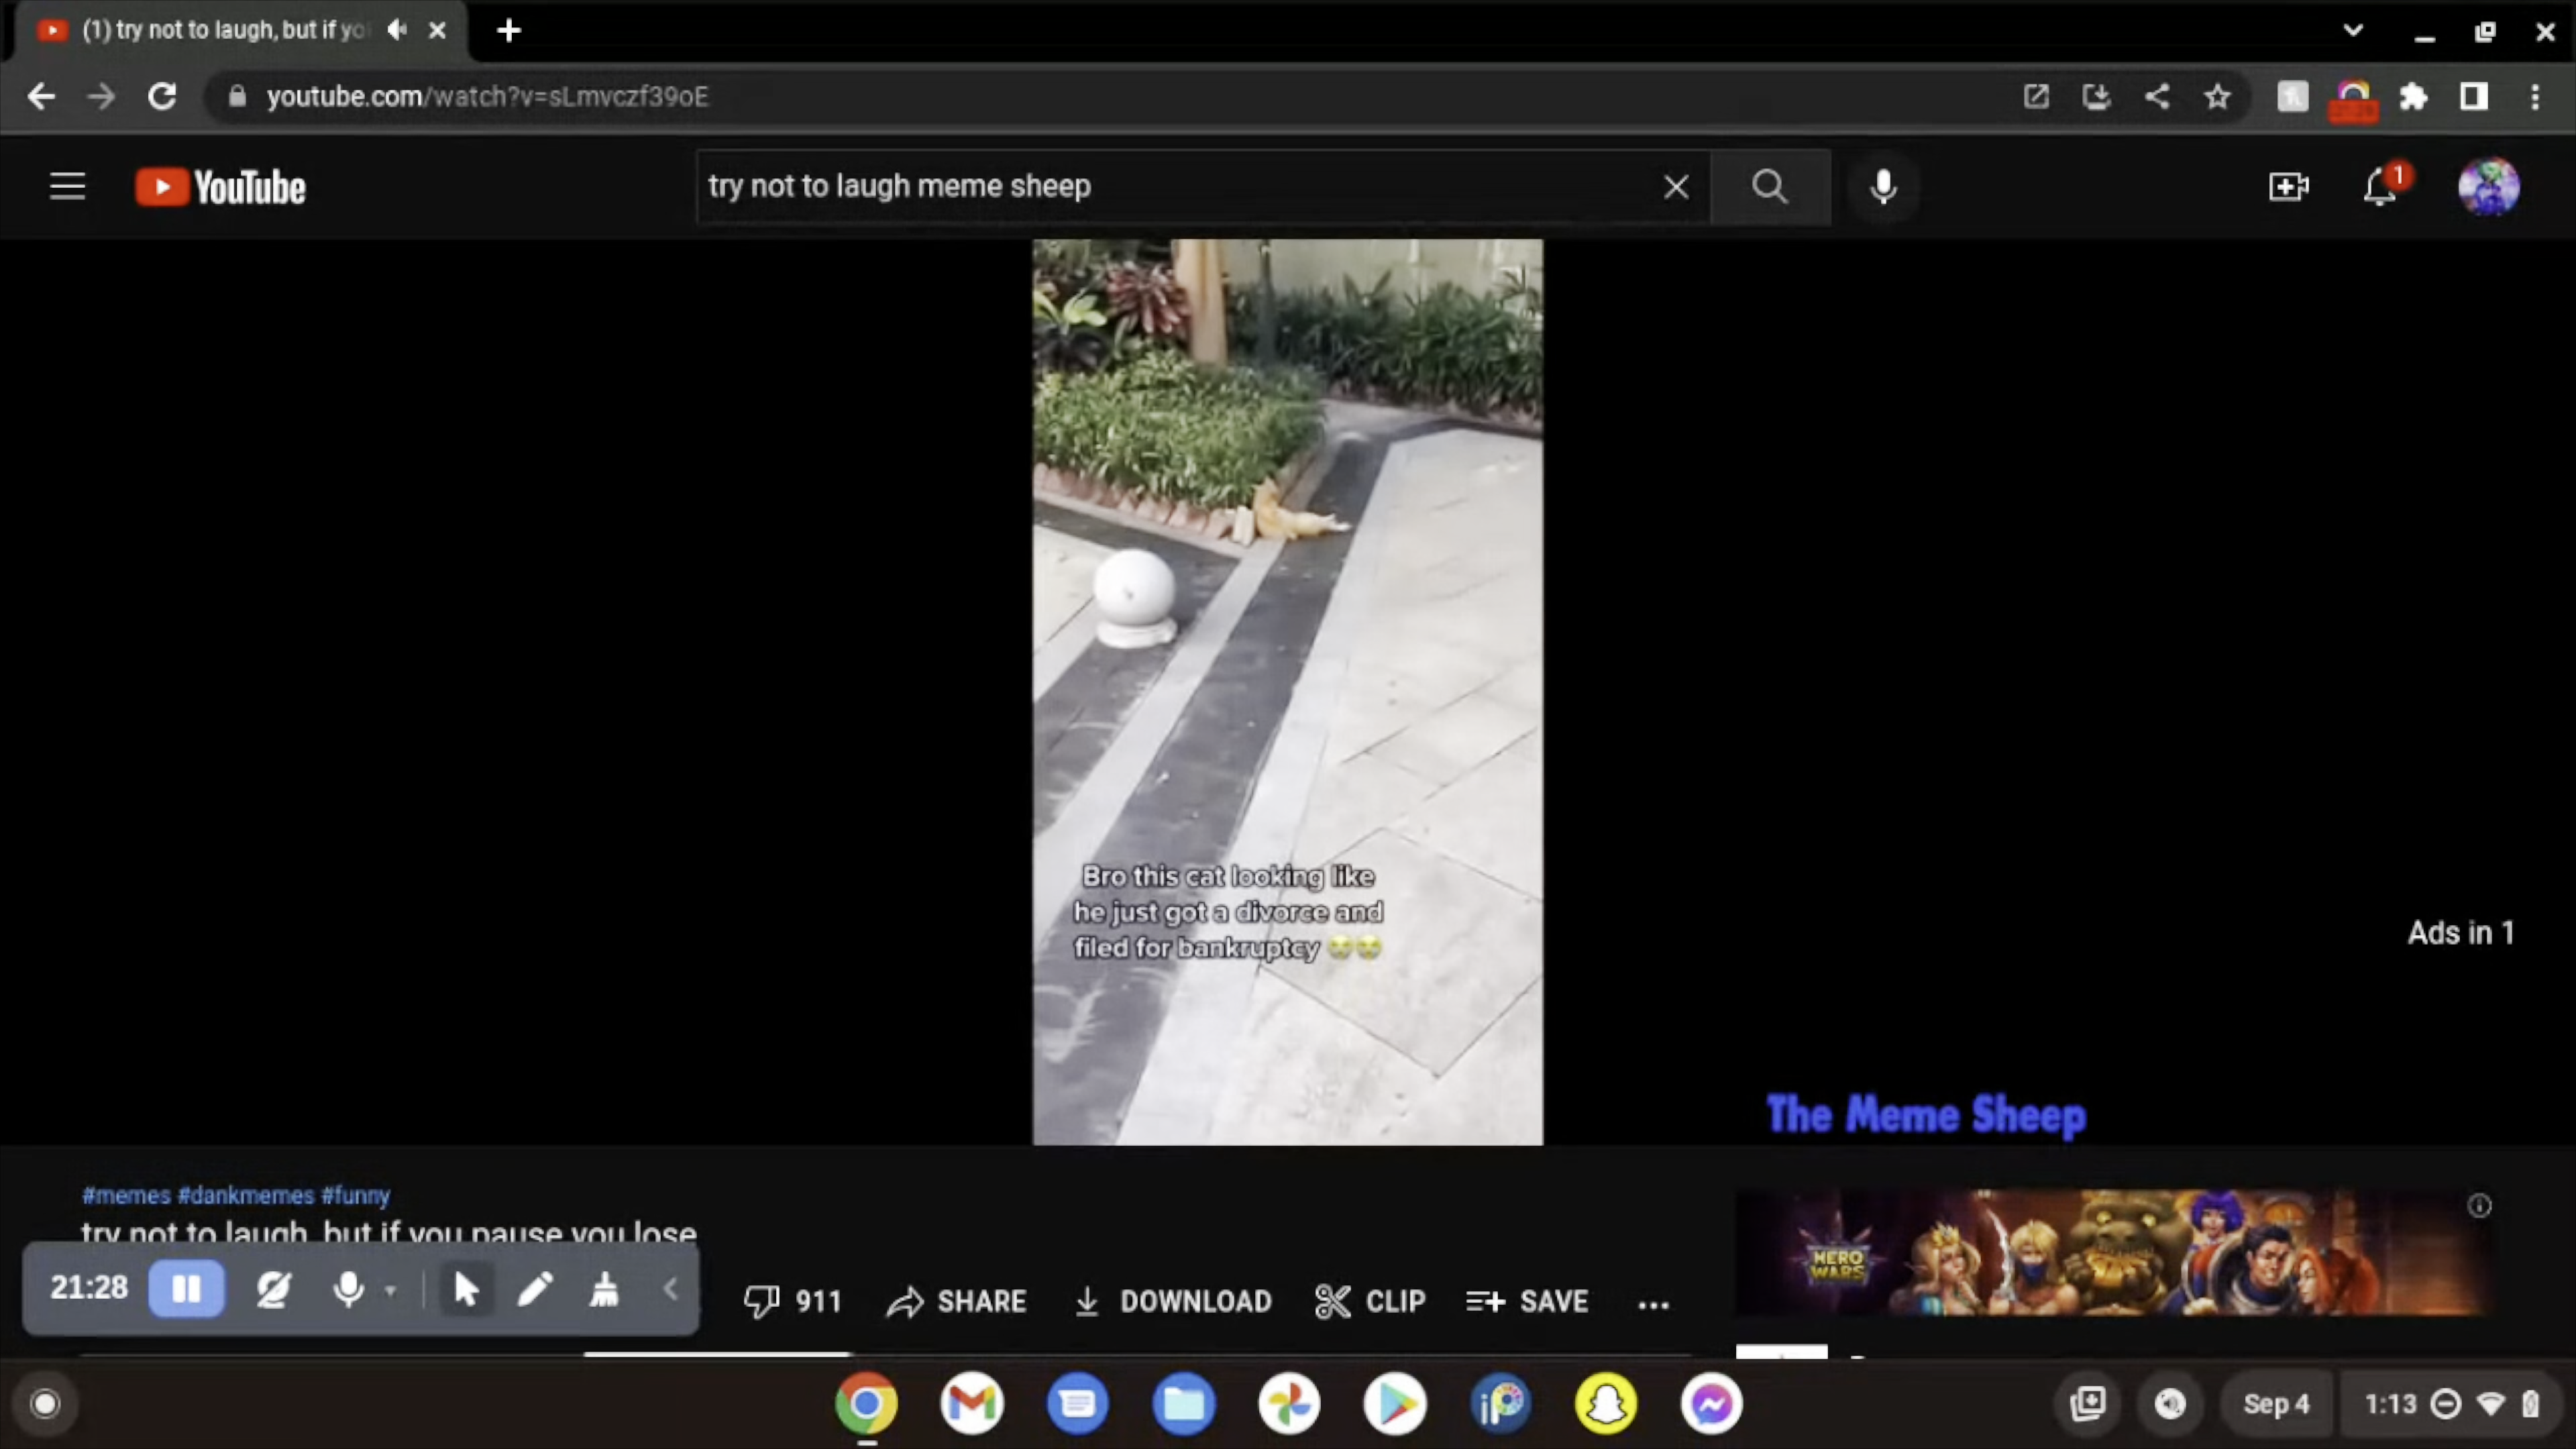 (1) try not to laugh, but if yo
youtube.com/watch?v=sLmvczf39oE
YouTube
try not to laugh meme sheep
1
Bro this cat looking like
he just got a divorce and
filed for bankruptcy 😭😭
Ads in 1
The Meme Sheep
#memes #dankmemes #funny
try not to laugh, but if you pause you lose
HERO
WARS
21:28
911
SHARE
DOWNLOAD
CLIP
SAVE
iP
Sep 4
1:13